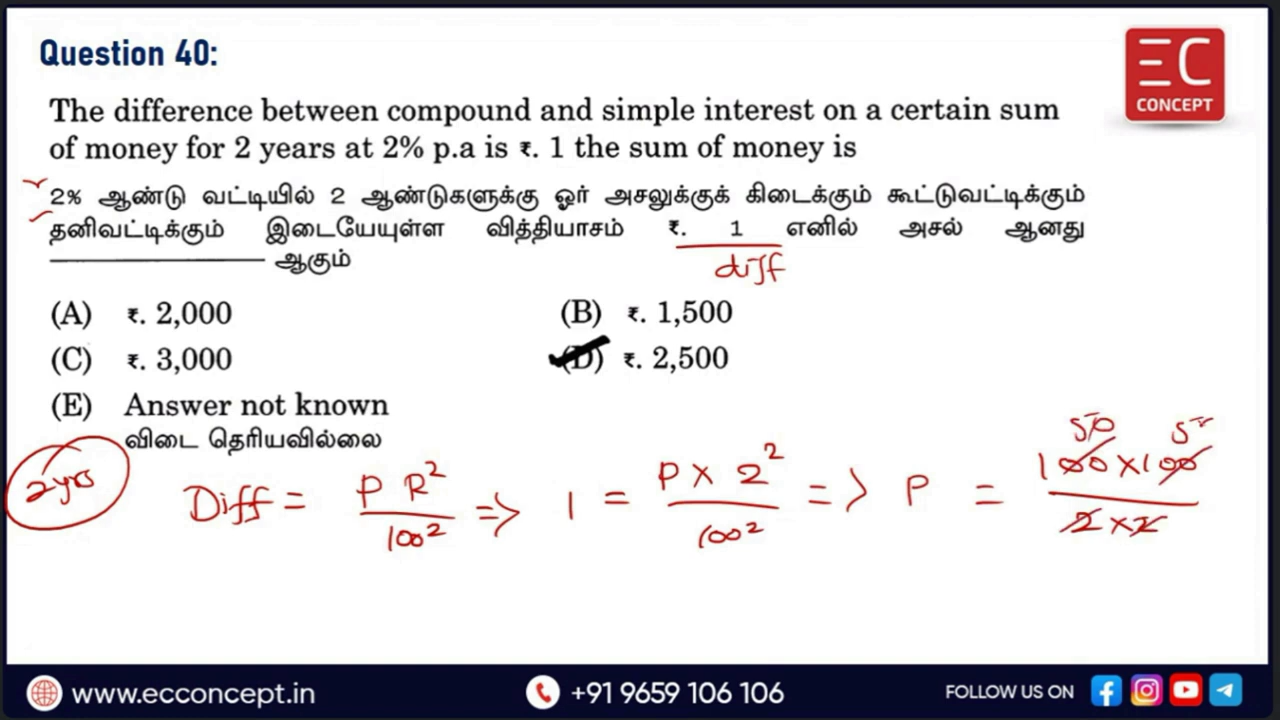 Question 40:
EC
CONCEPT
The difference between compound and simple interest on a certain sum
of money for 2 years at 2% p.a is ₹. 1 the sum of money is
2% ஆண்டு வட்டியில் 2 ஆண்டுகளுக்கு ஓர் அசலுக்குக் கிடைக்கும் கூட்டுவட்டிக்கும்
தனிவட்டிக்கும் இடையேயுள்ள வித்தியாசம் ₹. 1 எனில் அசல் ஆனது
____________ ஆகும்
diff
(A) ₹. 2,000 (B) ₹. 1,500
(C) ₹. 3,000 (D) ₹. 2,500
(E) Answer not known
விடை தெரியவில்லை
2yrs
Diff = P R² / 100² => 1 = P × 2² / 100² => P = 100 × 100 / 2 × 2
50 5
www.ecconcept.in +91 9659 106 106 FOLLOW US ON